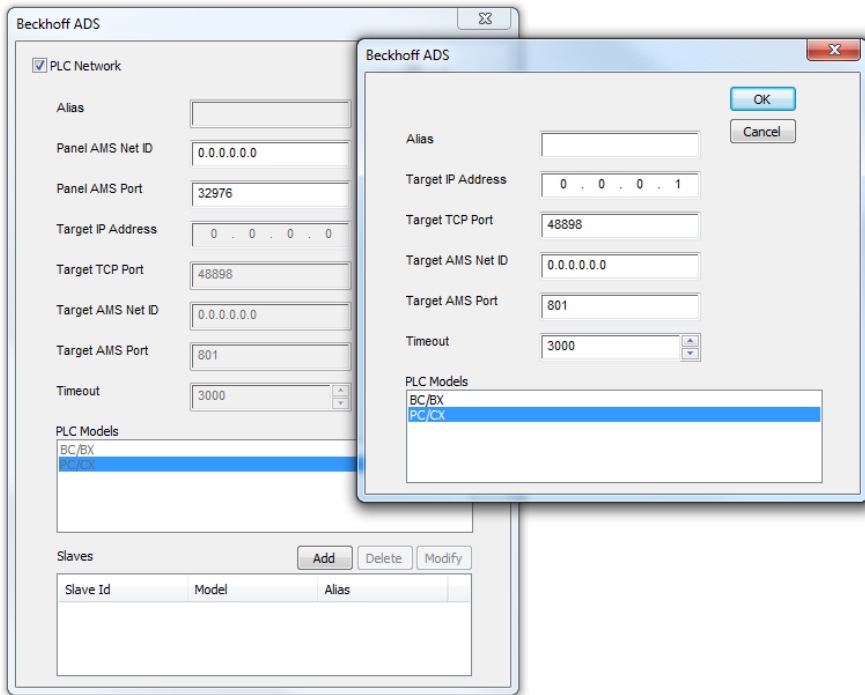 Beckhoff ADS
PLC Network
Alias
Panel AMS Net ID
0.0.0.0.0.0
Panel AMS Port
32976
Target IP Address
0 . 0 . 0 . 0
Target TCP Port
48898
Target AMS Net ID
0.0.0.0.0.0
Target AMS Port
801
Timeout
3000
PLC Models
BC/BX
PC/CX
Slaves
Add
Delete
Modify
Slave Id
Model
Alias
Beckhoff ADS
OK
Cancel
Alias
Target IP Address
0 . 0 . 0 . 1
Target TCP Port
48898
Target AMS Net ID
0.0.0.0.0.0
Target AMS Port
801
Timeout
3000
PLC Models
BC/BX
PC/CX